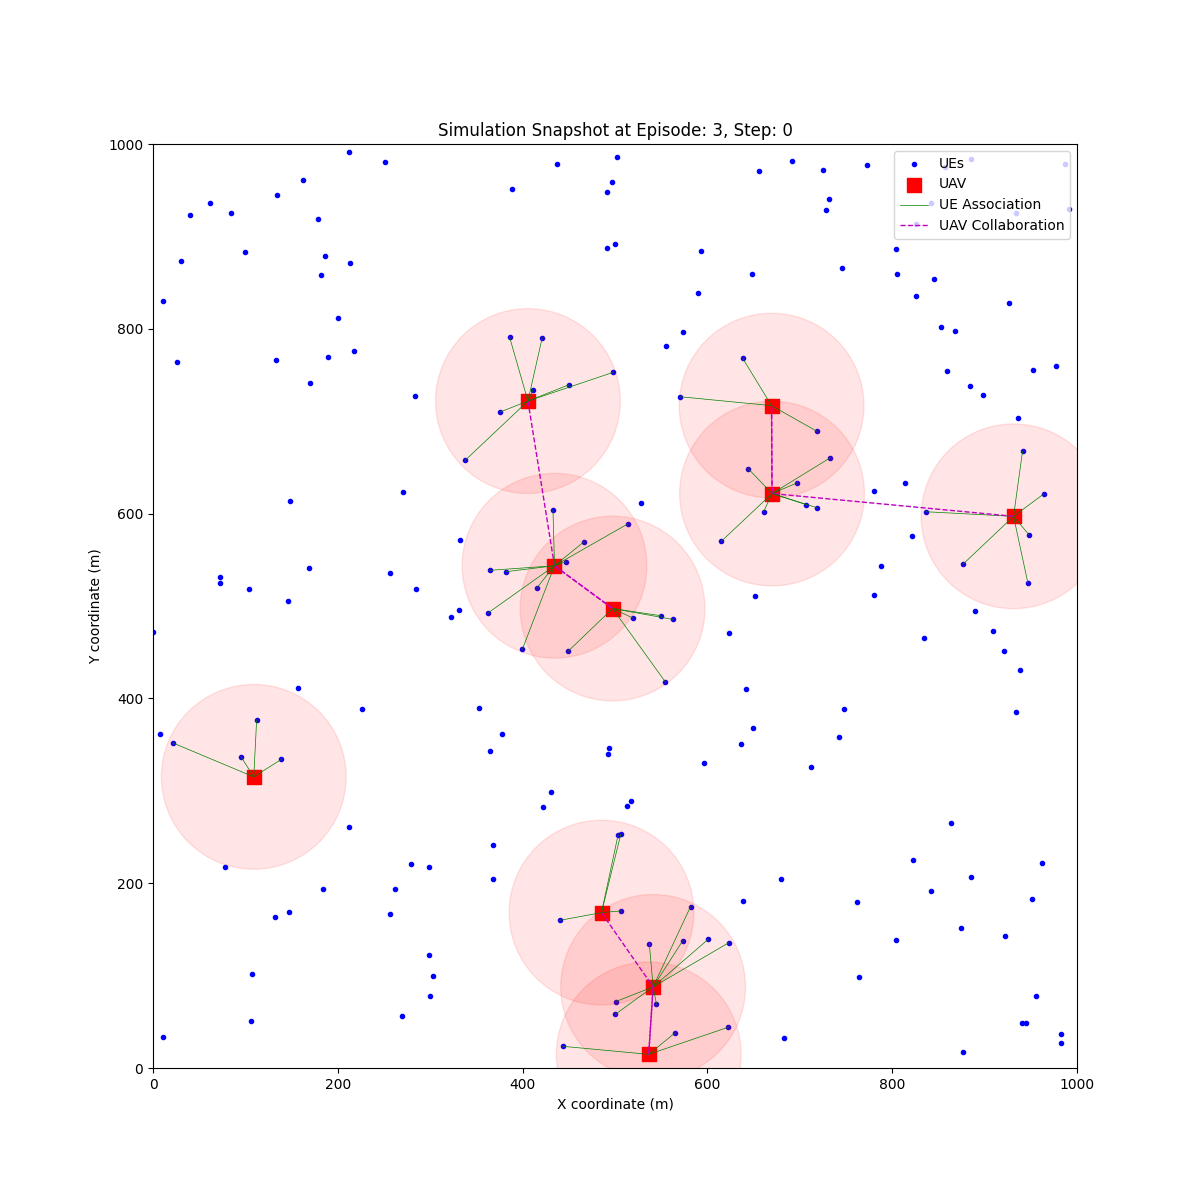 Simulation Snapshot at Episode: 3, Step: 0
1000
800
600
400
200
0
Y coordinate (m)
UEs
UAV
UE Association
UAV Collaboration
0 200 400 600 800 1000
X coordinate (m)